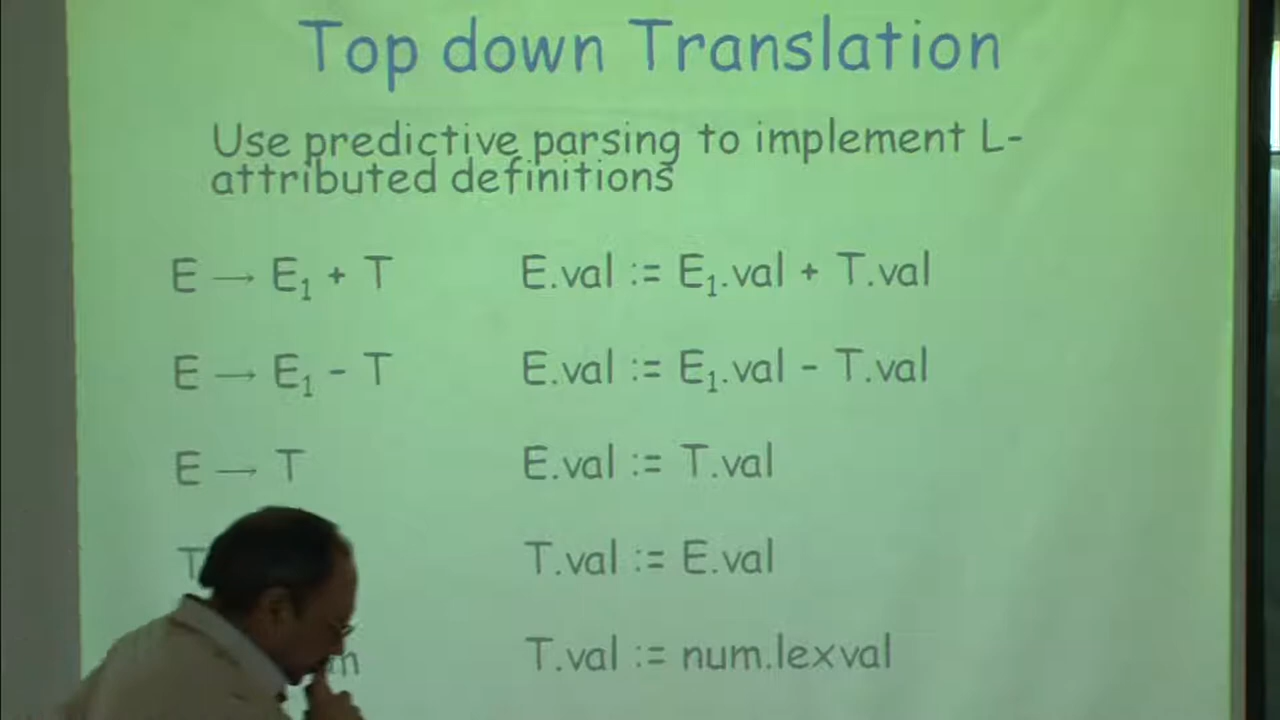 Top down Translation
Use predictive parsing to implement L-
attributed definitions
E → E₁ + T E.val := E₁.val + T.val
E → E₁ - T E.val := E₁.val - T.val
E → T E.val := T.val
T T.val := E.val
T.val := num.lexval